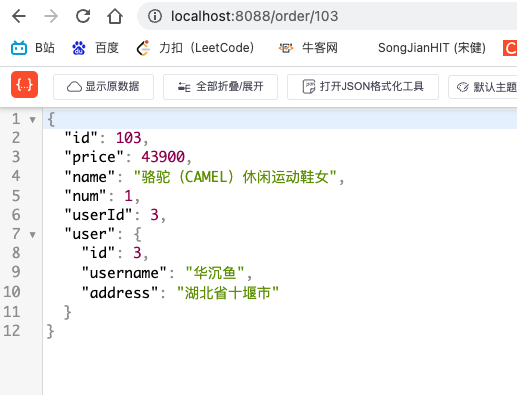 localhost:8088/order/103
B站 百度 力扣（LeetCode） 牛客网 SongJianHIT (宋健)
{..} 显示原数据 全部折叠/展开 打开JSON格式化工具 默认主题
1 {
2 "id": 103,
3 "price": 43900,
4 "name": "骆驼（CAMEL）休闲运动鞋女",
5 "num": 1,
6 "userId": 3,
7 "user": {
8 "id": 3,
9 "username": "华沉鱼",
10 "address": "湖北省十堰市"
11 }
12 }